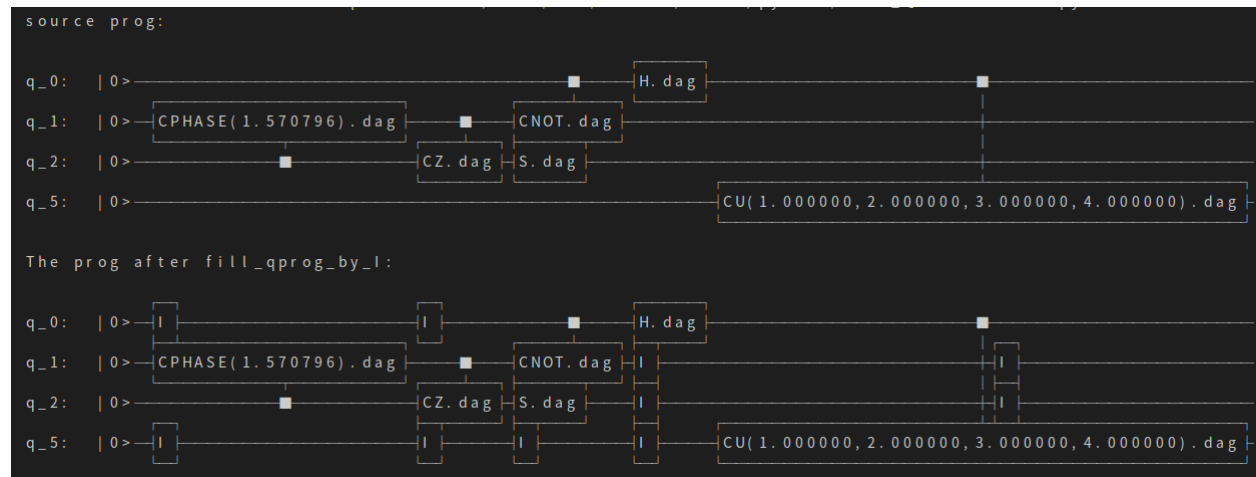 source prog:
H.dag
q_0: |0>
CPHASE(1.570796).dag CNOT.dag
q_1: |0>
q_2: |0> CZ.dag S.dag
q_5: |0> CU(1.000000,2.000000,3.000000,4.000000).dag
The prog after fill_qprog_by_I:
q_0: |0> I I H.dag
q_1: |0> CPHASE(1.570796).dag CNOT.dag I I
q_2: |0> CZ.dag S.dag I I
q_5: |0> I I I I CU(1.000000,2.000000,3.000000,4.000000).dag